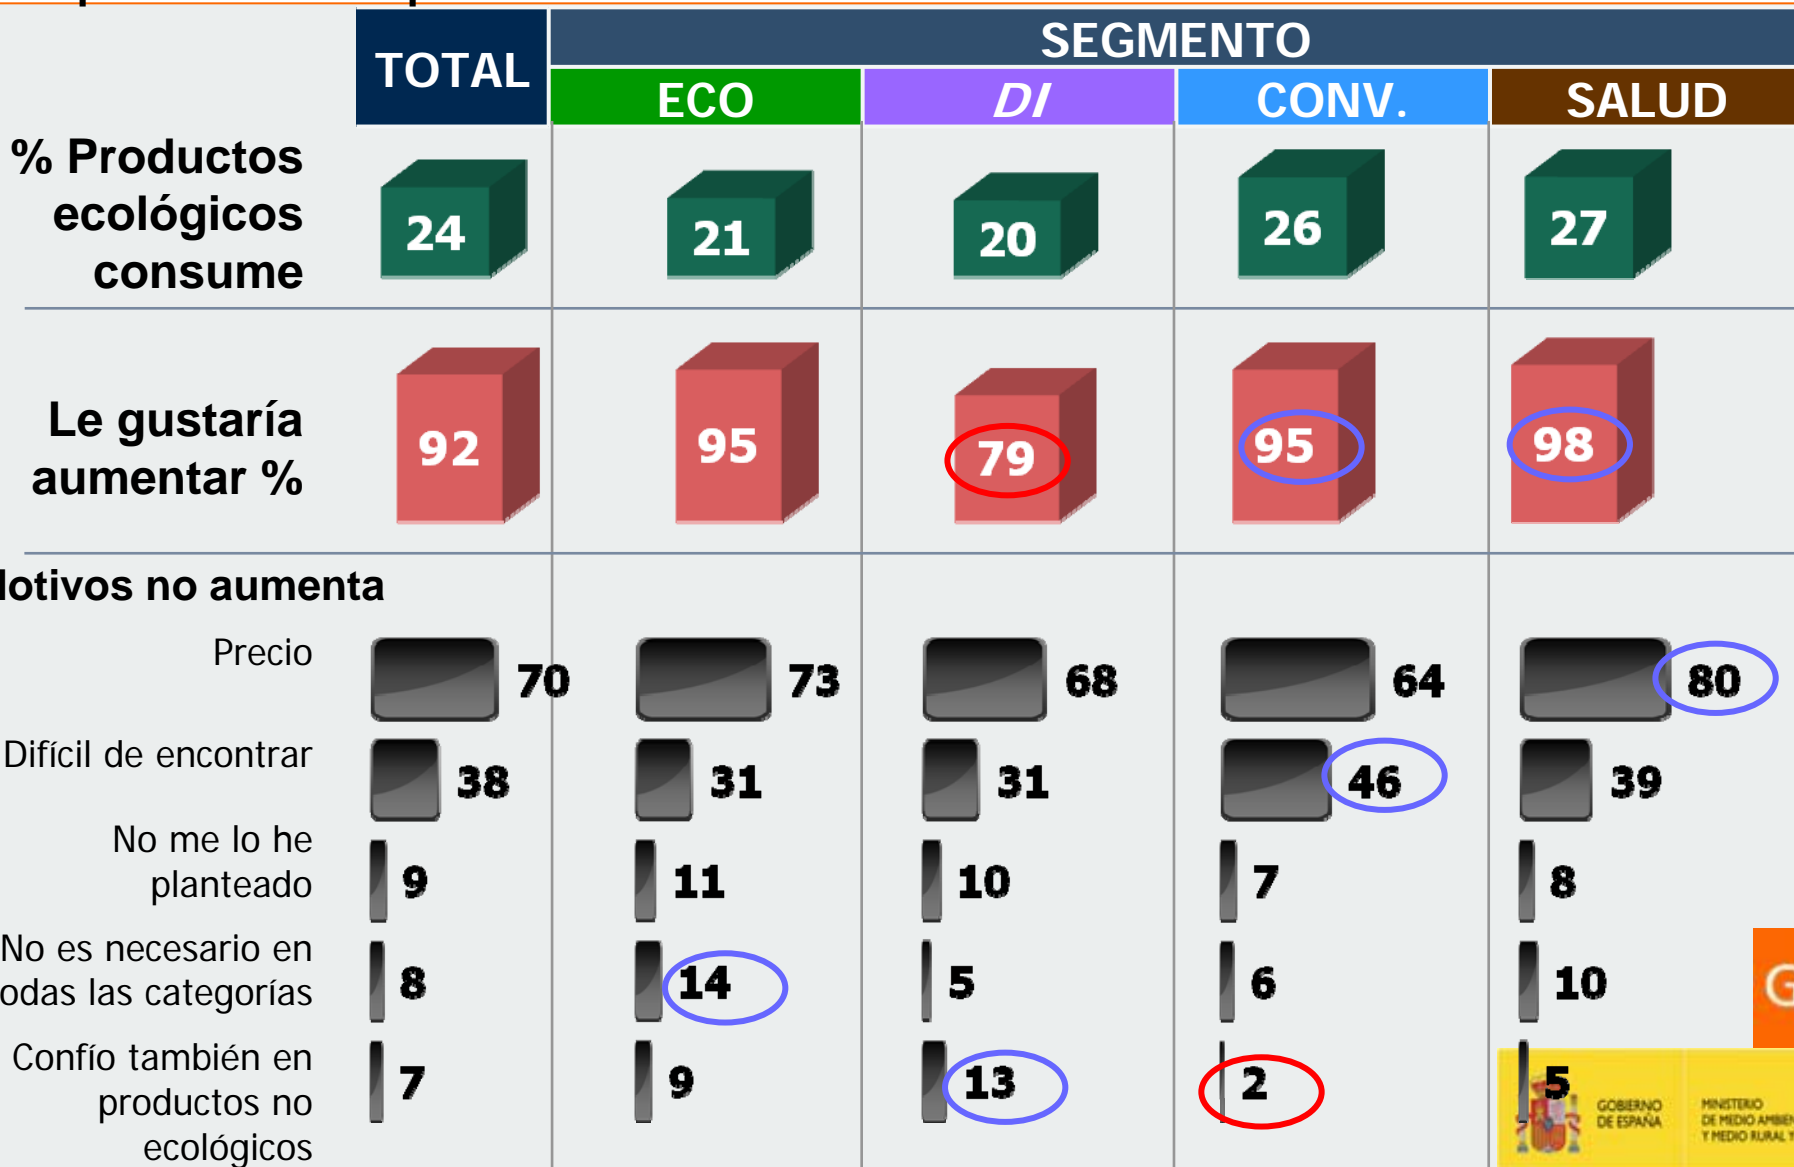 TOTAL
SEGMENTO
ECO DI CONV. SALUD
% Productos
ecológicos
consume
24 21 20 26 27
Le gustaría
aumentar %
92 95 79 95 98
Motivos no aumenta
Precio 70 73 68 64 80
Difícil de encontrar 38 31 31 46 39
No me lo he
planteado
9 11 10 7 8
No es necesario en
odas las categorías
8 14 5 6 10
Confío también en
productos no
ecológicos
7 9 13 2 5
G
GOBIERNO
DE ESPAÑA
MINISTERIO
DE MEDIO AMBIEN
Y MEDIO RURAL Y